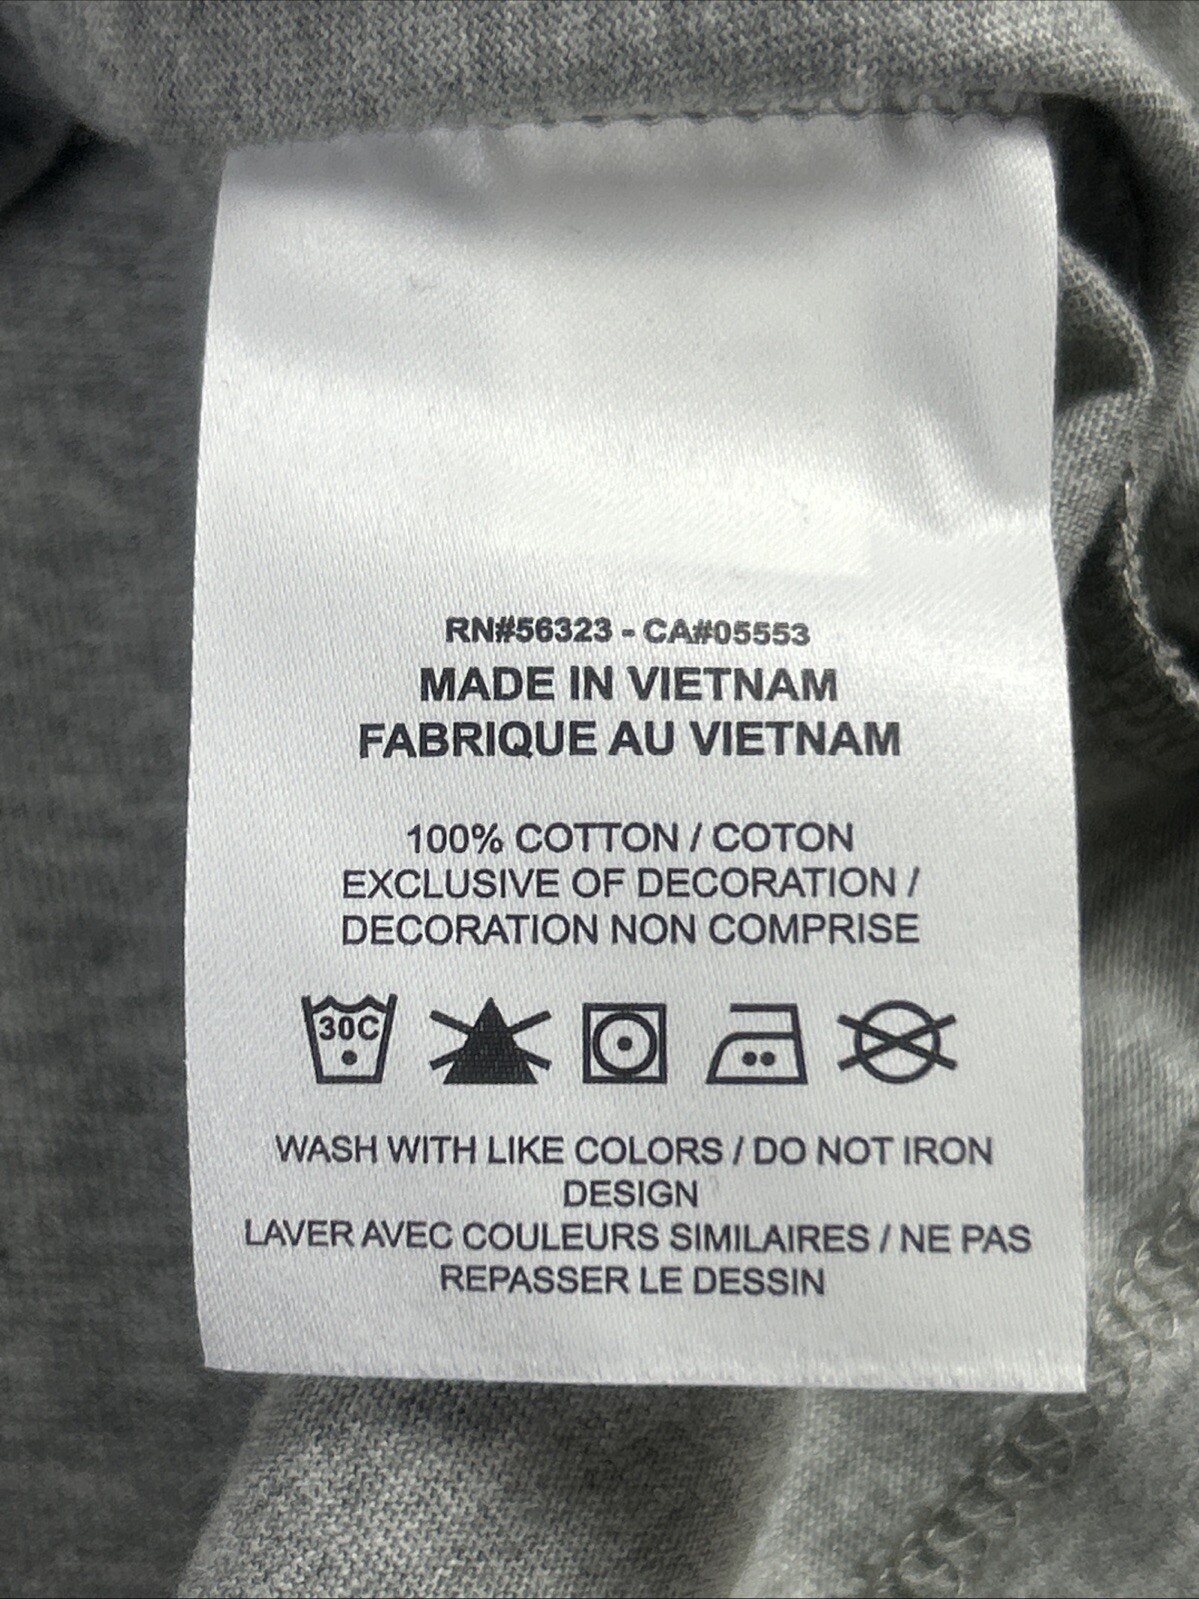 RN#56323 - CA#05553
MADE IN VIETNAM
FABRIQUE AU VIETNAM
100% COTTON / COTON
EXCLUSIVE OF DECORATION /
DECORATION NON COMPRISE
30C
WASH WITH LIKE COLORS / DO NOT IRON
DESIGN
LAVER AVEC COULEURS SIMILAIRES / NE PAS
REPASSER LE DESSIN